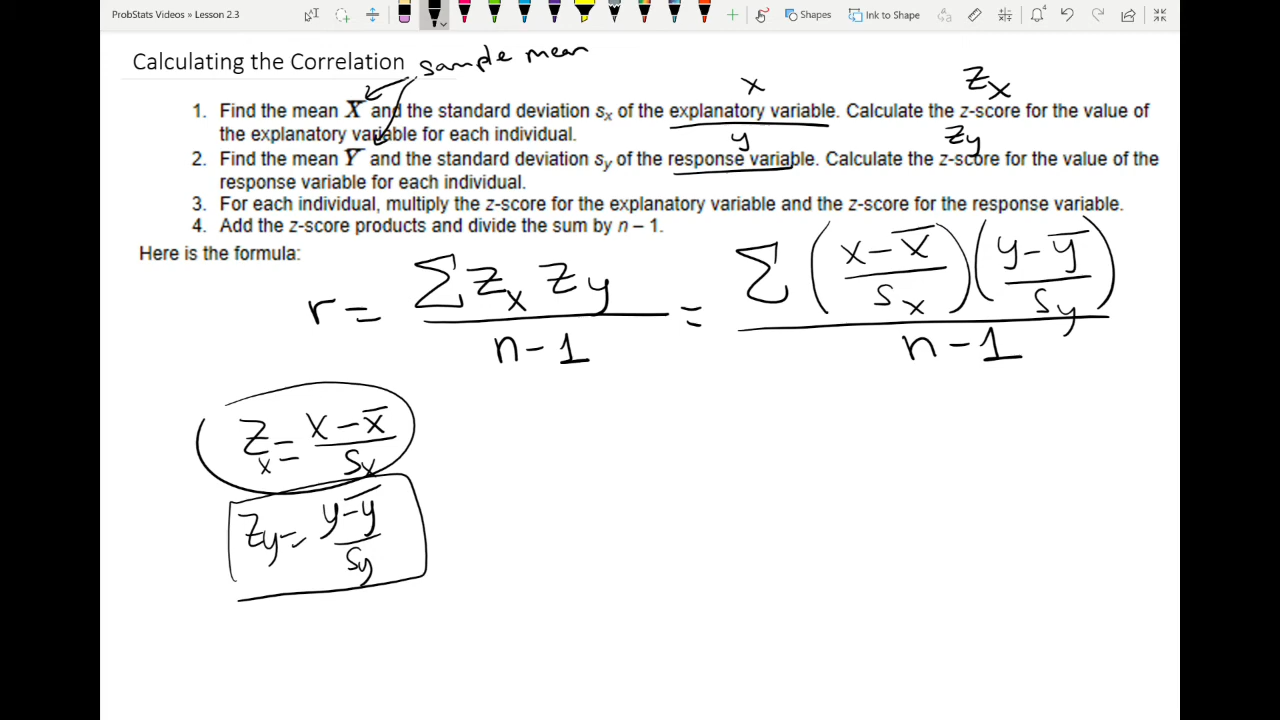 ProbStats Videos » Lesson 2.3
Shapes
Ink to Shape
4
Calculating the Correlation
sample mean
x
Zx
1. Find the mean X̅ and the standard deviation sx of the explanatory variable. Calculate the z-score for the value of
the explanatory variable for each individual.
y
Zy
2. Find the mean Y̅ and the standard deviation sy of the response variable. Calculate the z-score for the value of the
response variable for each individual.
3. For each individual, multiply the z-score for the explanatory variable and the z-score for the response variable.
4. Add the z-score products and divide the sum by n – 1.
Here is the formula:
r = ∑ Zx Zy / n - 1 = ∑ (x - x̅ / Sx) (y - y̅ / Sy) / n - 1
Zx = x - x̅ / Sx
Zy = y - y̅ / Sy